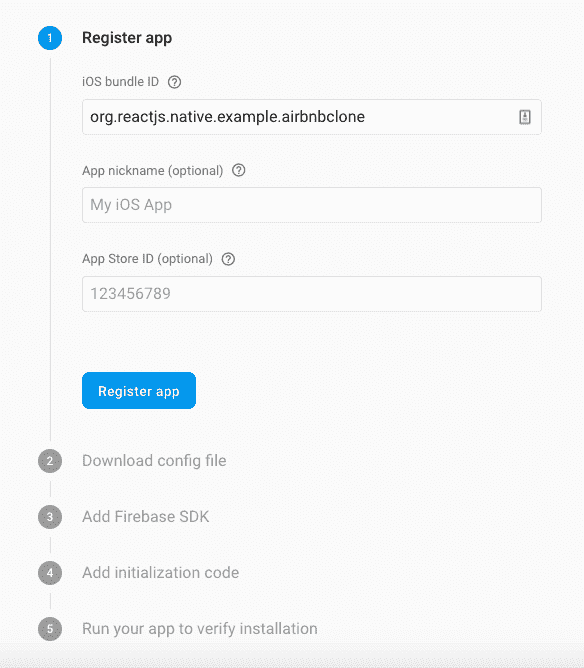 1 Register app
iOS bundle ID ?
org.reactjs.native.example.airbnbclone
App nickname (optional) ?
My iOS App
App Store ID (optional) ?
123456789
Register app
2 Download config file
3 Add Firebase SDK
4 Add initialization code
5 Run your app to verify installation